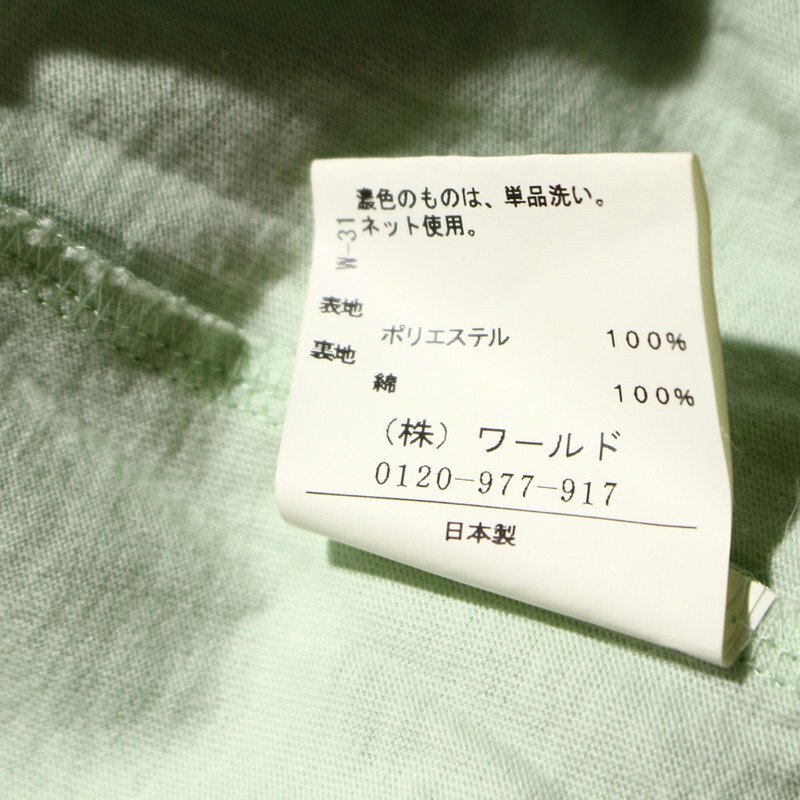 濃色のものは、単品洗い。
ネット使用。
W-31
表地
ポリエステル 100%
裏地
綿 100%
(株) ワールド
0120-977-917
日本製